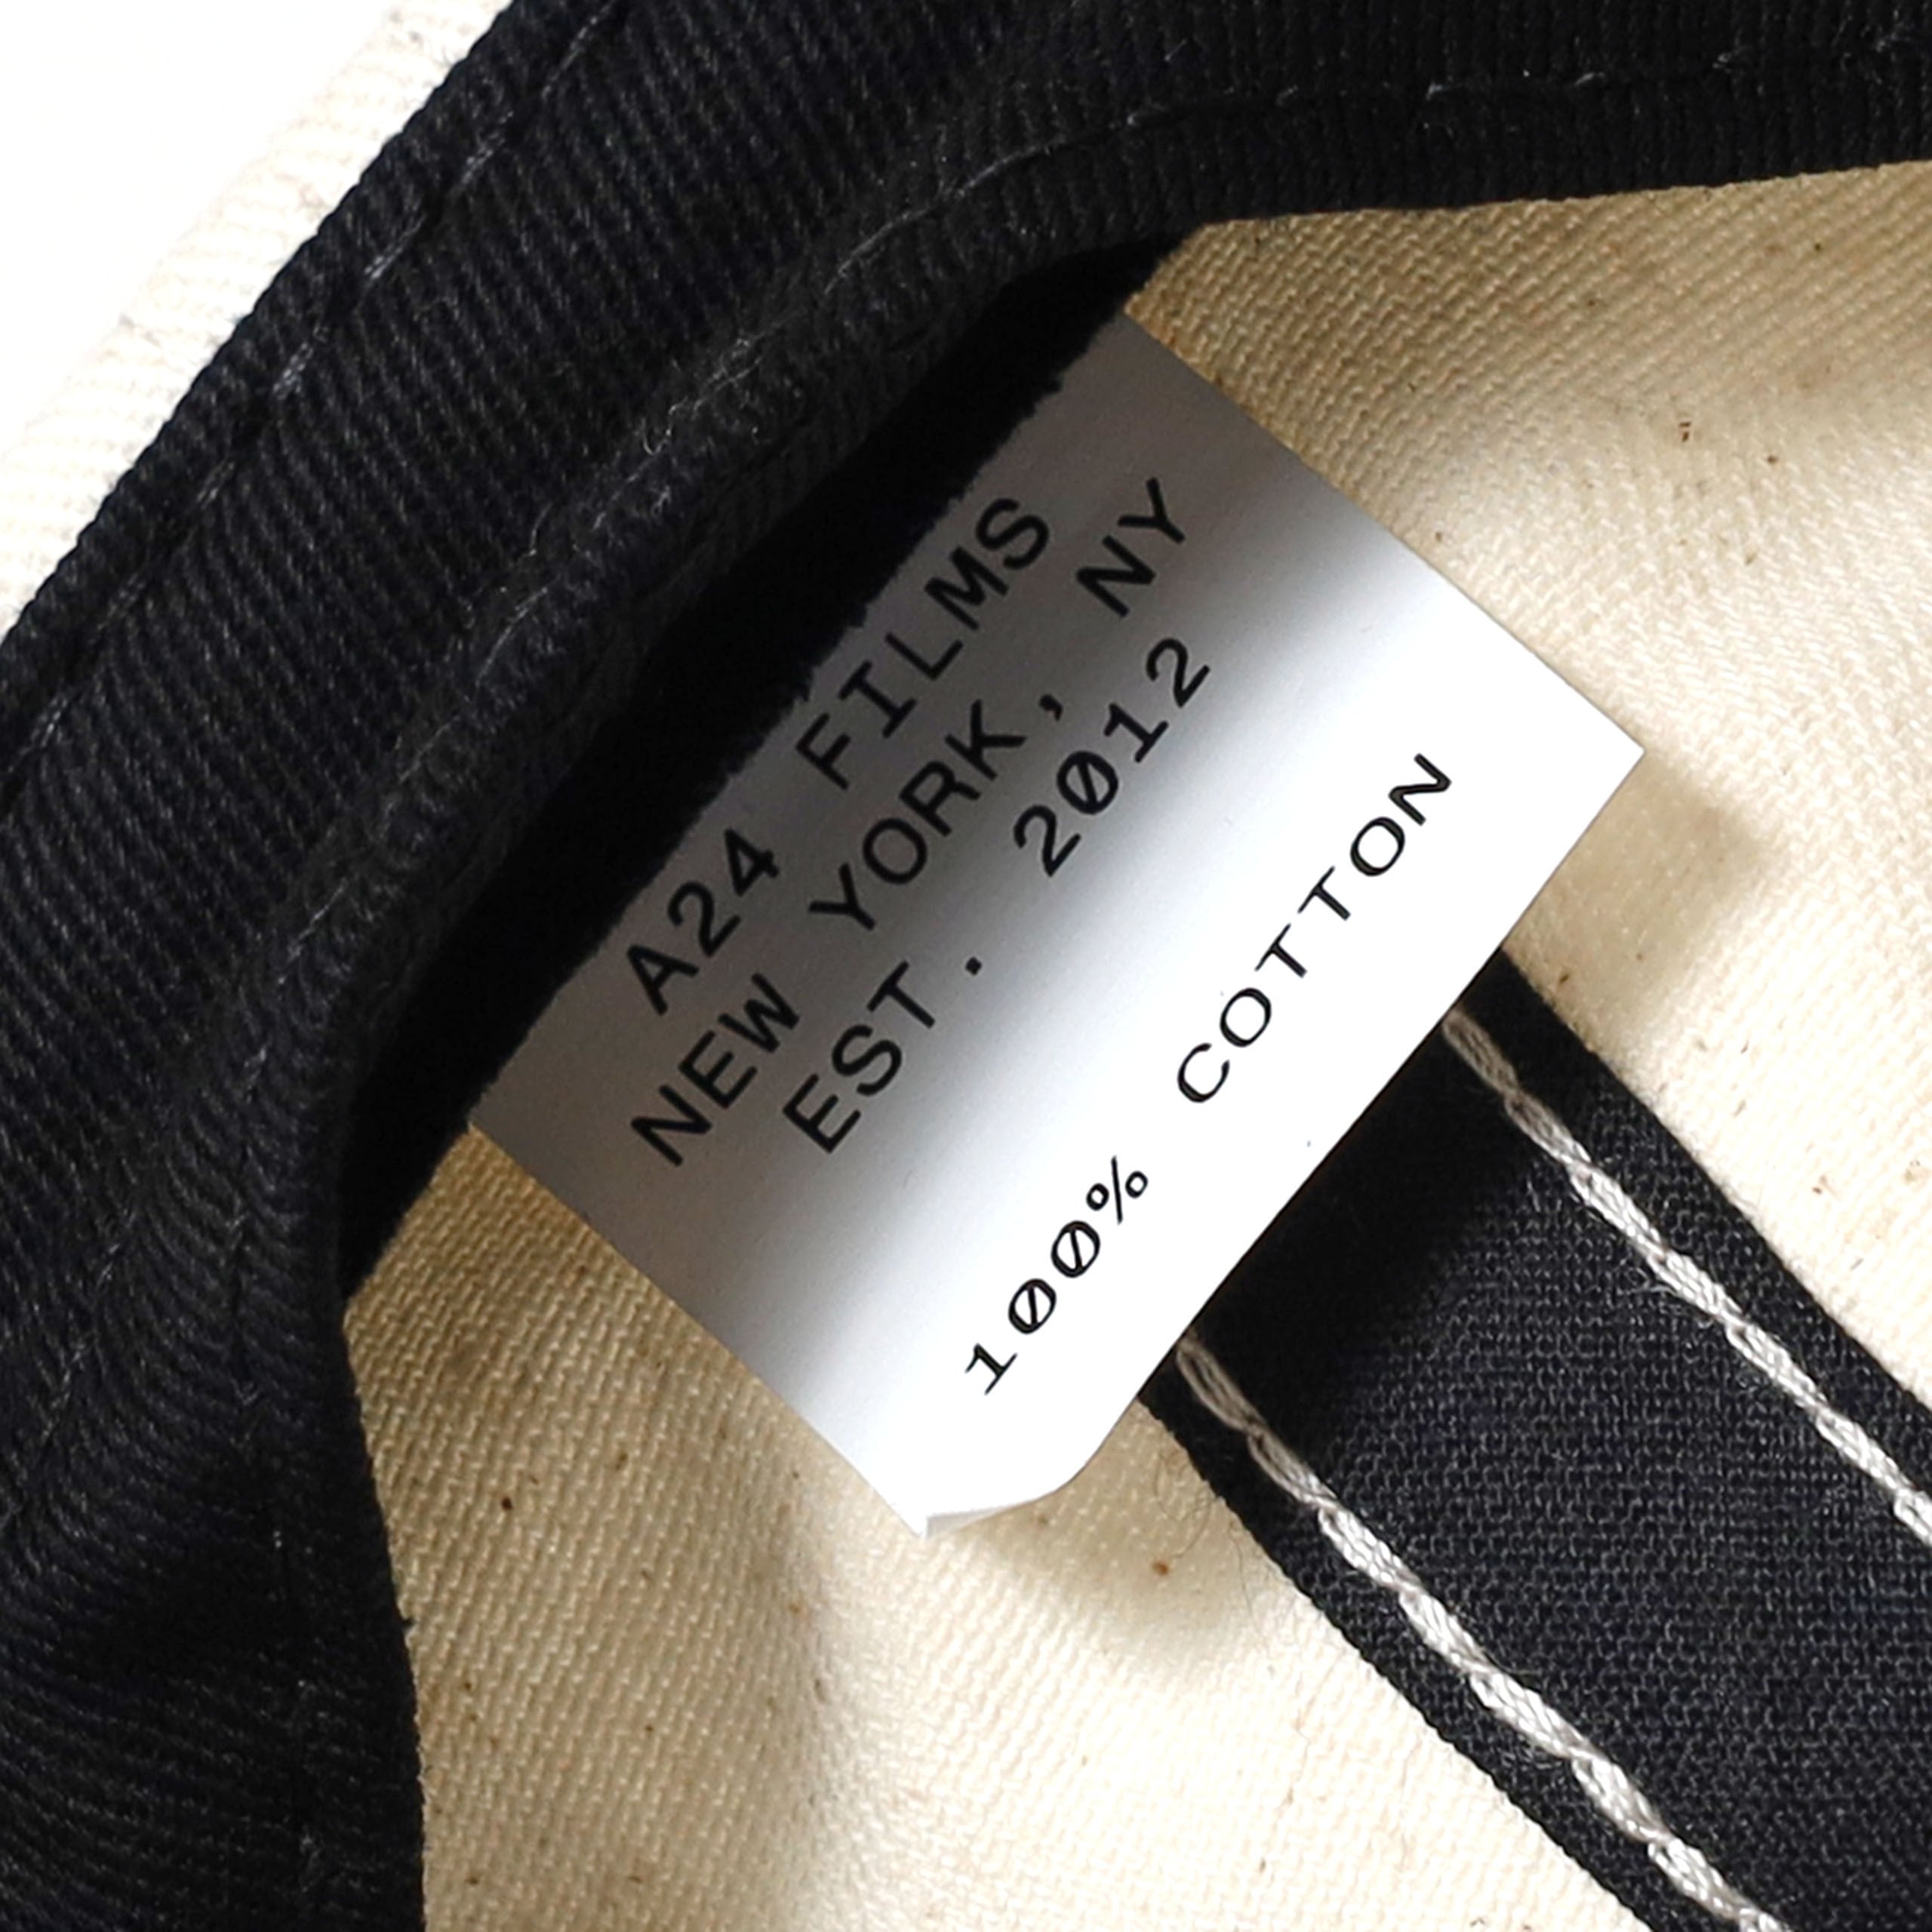 A24 FILMS
NEW YORK, NY
EST. 2012
100% COTTON